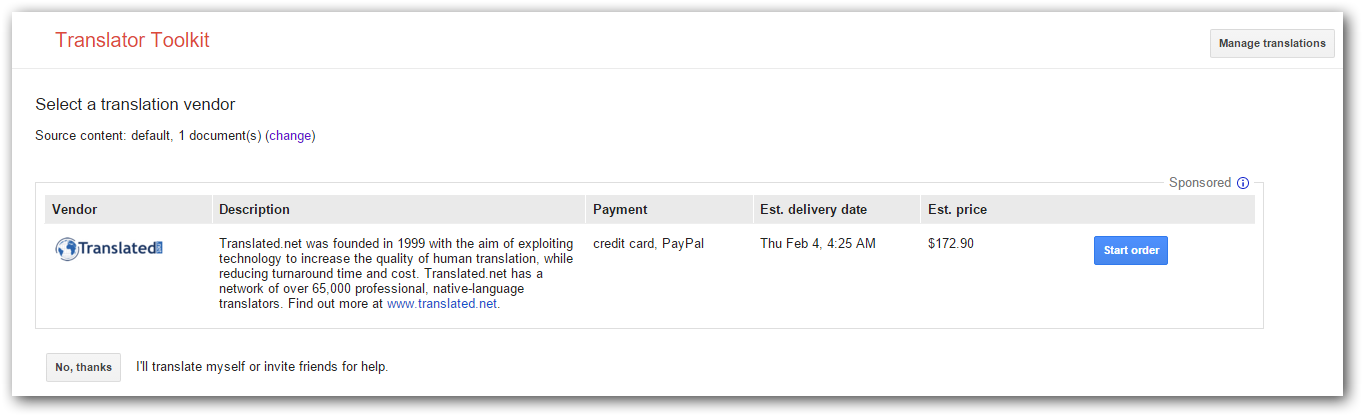 Translator Toolkit
Manage translations
Select a translation vendor
Source content: default, 1 document(s) (change)
Sponsored
Vendor Description Payment Est. delivery date Est. price
Translated
Translated.net was founded in 1999 with the aim of exploiting
technology to increase the quality of human translation, while
reducing turnaround time and cost. Translated.net has a
network of over 65,000 professional, native-language
translators. Find out more at www.translated.net.
credit card, PayPal
Thu Feb 4, 4:25 AM
$172.90
Start order
No, thanks
I'll translate myself or invite friends for help.